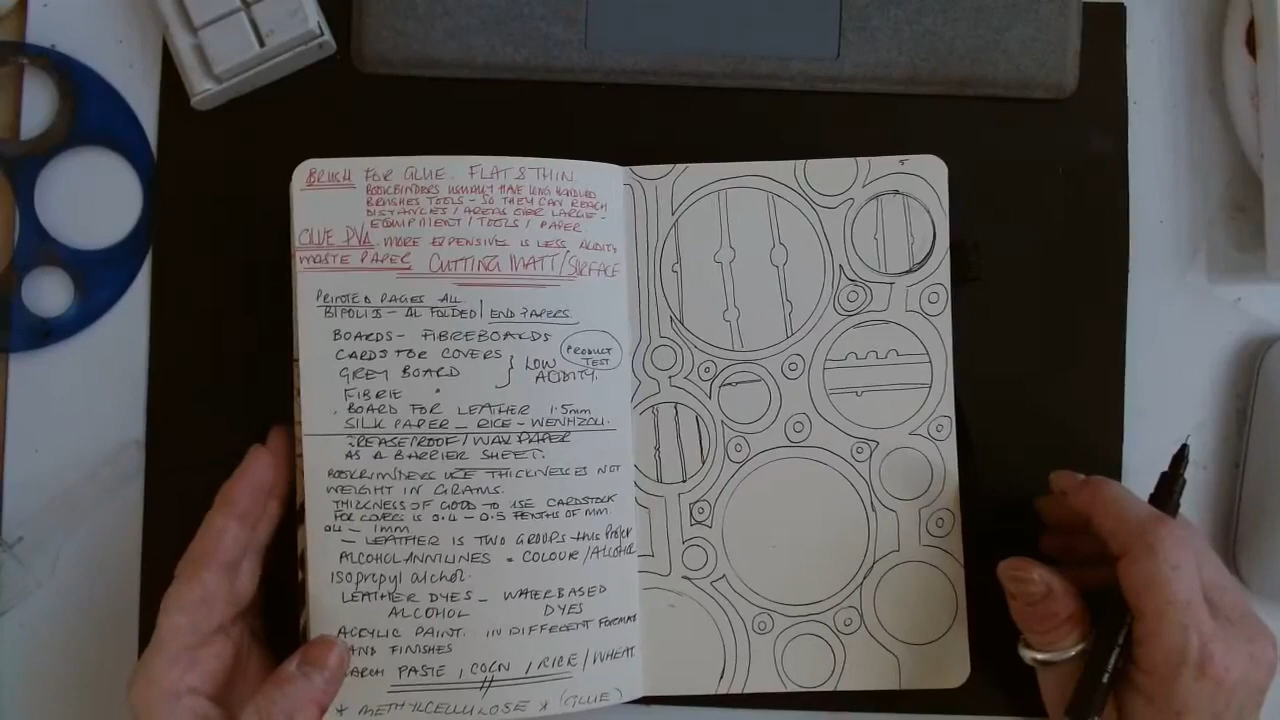 BRUSH FOR GLUE. FLAT & THIN
BOOKBINDERS USUALLY HAVE LONG HANDLED
BRUSHES TOOLS - SO THEY CAN REACH
DISTANCES / AREAS OVER LARGE -
EQUIPMENT / TOOLS / PAPER.
GLUE PVA. MORE EXPENSIVE IS LESS ACIDITY
WASTE PAPER CUTTING MATT/SURFACE
PRINTED PAGES ALL
- AL FOLDED / END PAPERS.
BOARDS - FIBREBOARDS
CARDS FOR COVERS
GREY BOARD
LOW ACIDITY.
PRODUCT TEST
FIBRE "
BOARD FOR LEATHER 1.5mm
SILK PAPER - RICE -
GREASEPROOF / WAX PAPER
AS A BARRIER SHEET.
BOOKBINDERS USE THICKNESSES NOT
WEIGHT IN GRAMS.
THICKNESS OF GOOD TO USE CARDSTOCK
FOR COVERS IS 0.4 - 0.5 TENTHS OF MM.
04 - 1mm
- LEATHER IS TWO GROUPS - this
ALCOHOL = COLOUR / ALCOHOL
isopropyl alchol.
LEATHER DYES - WATERBASED
ALCOHOL DYES
ACRYLIC PAINT. IN DIFFERENT FORMAS
AND FINISHES
ARCH PASTE, CORN / RICE / WHEAT
* METHYLCELLULOSE * (GLUE)
5